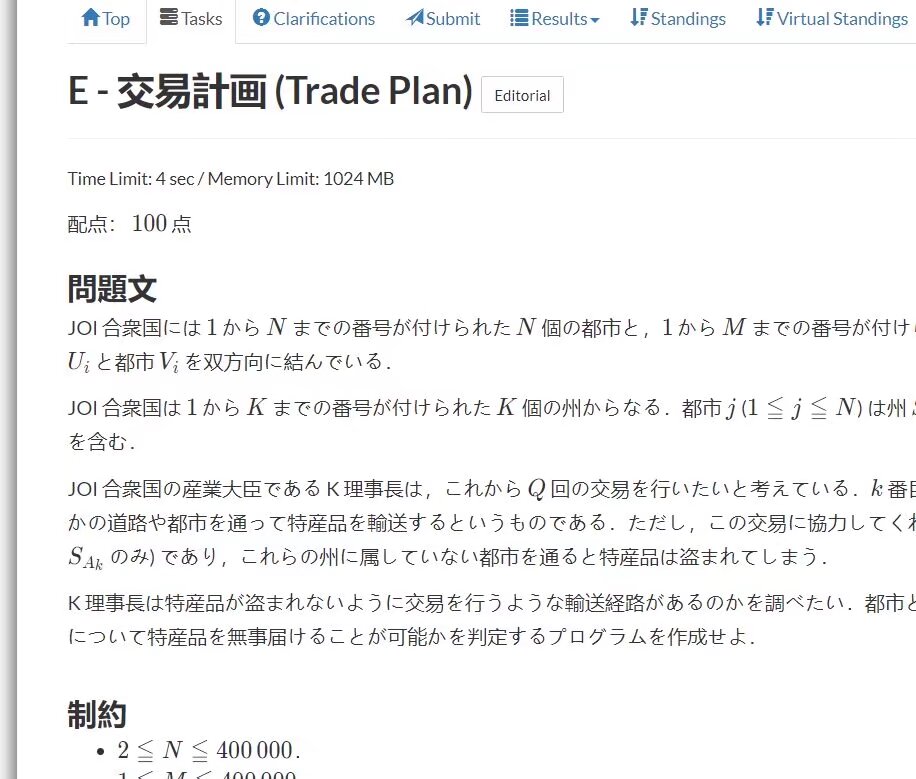 Top Tasks Clarifications Submit Results Standings Virtual Standings
E - 交易計画 (Trade Plan) Editorial
Time Limit: 4 sec / Memory Limit: 1024 MB
配点： 100 点
問題文
JOI 合衆国には 1 から N までの番号が付けられた N 個の都市と，1 から M までの番号が付け
U_i と都市 V_i を双方向に結んでいる．
JOI 合衆国は 1 から K までの番号が付けられた K 個の州からなる．都市 j (1 ≦ j ≦ N) は州
を含む．
JOI 合衆国の産業大臣である K 理事長は，これから Q 回の交易を行いたいと考えている．k 番
かの道路や都市を通って特産品を輸送するというものである．ただし，この交易に協力してく
S_{A_k} のみ) であり，これらの州に属していない都市を通ると特産品は盗まれてしまう．
K 理事長は特産品が盗まれないように交易を行うような輸送経路があるのかを調べたい．都市と
について特産品を無事届けることが可能かを判定するプログラムを作成せよ．
制約
• 2 ≦ N ≦ 400 000．